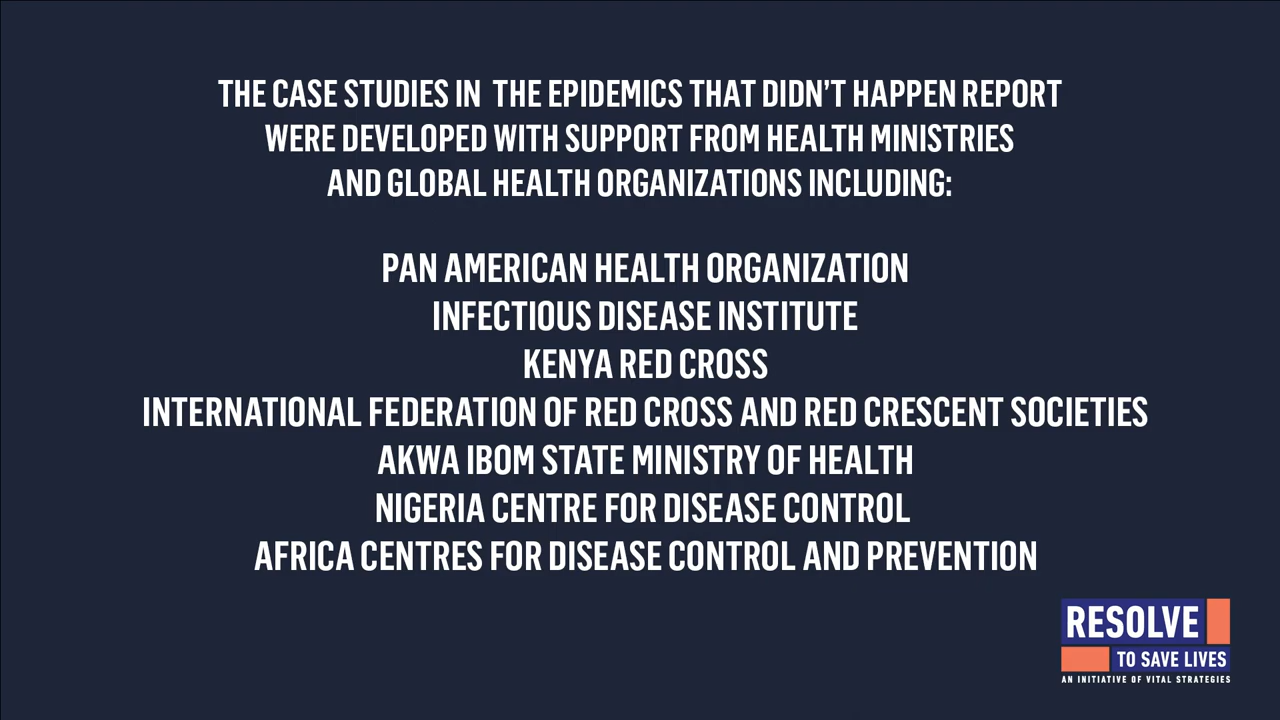 THE CASE STUDIES IN THE EPIDEMICS THAT DIDN'T HAPPEN REPORT
WERE DEVELOPED WITH SUPPORT FROM HEALTH MINISTRIES
AND GLOBAL HEALTH ORGANIZATIONS INCLUDING:
PAN AMERICAN HEALTH ORGANIZATION
INFECTIOUS DISEASE INSTITUTE
KENYA RED CROSS
INTERNATIONAL FEDERATION OF RED CROSS AND RED CRESCENT SOCIETIES
AKWA IBOM STATE MINISTRY OF HEALTH
NIGERIA CENTRE FOR DISEASE CONTROL
AFRICA CENTRES FOR DISEASE CONTROL AND PREVENTION
RESOLVE
TO SAVE LIVES
AN INITIATIVE OF VITAL STRATEGIES